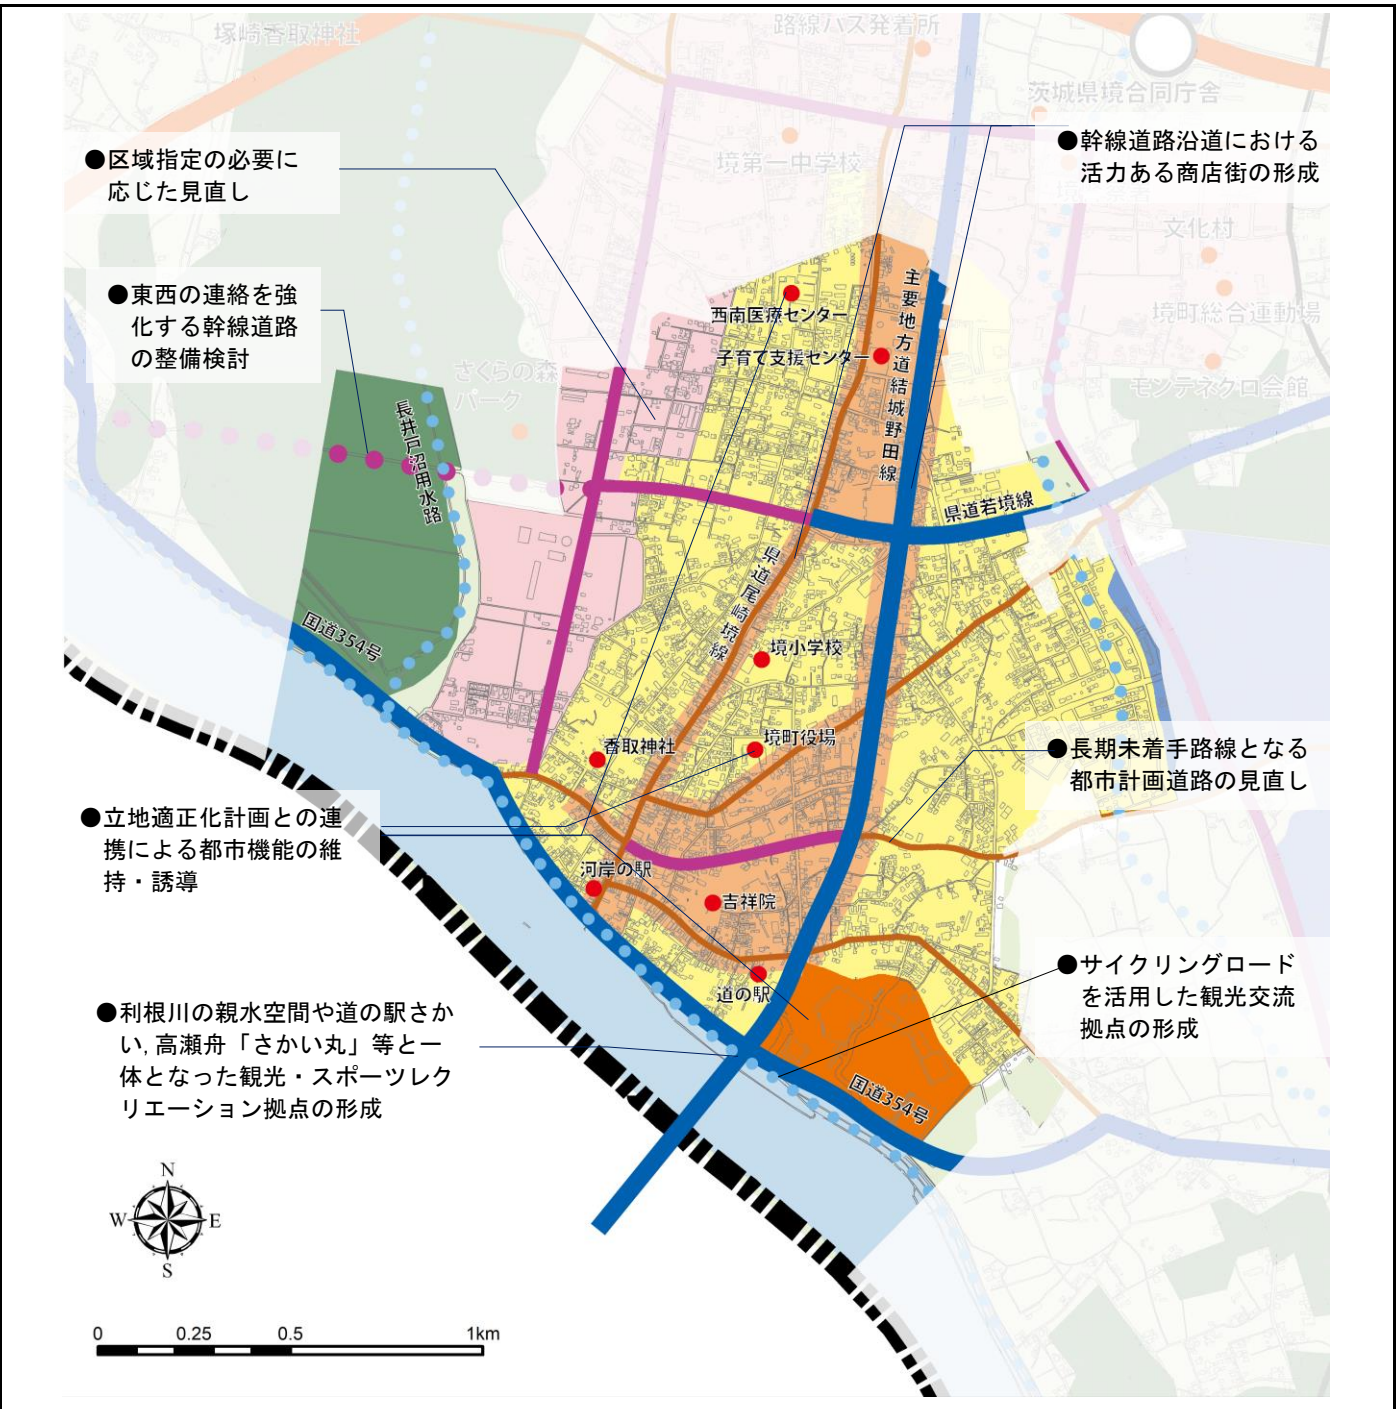 塚崎香取神社
路線バス発着所
茨城県境合同庁舎
●幹線道路沿道における
活力ある商店街の形成
●区域指定の必要に
応じた見直し
境第一中学校
文化村
●東西の連絡を強
化する幹線道路
の整備検討
主要地方道結城野田線
西南医療センター
境町総合運動場
子育て支援センター
さくらの森
パーク
モンテネグロ会館
長井戸沼用水路
県道若境線
県道尾崎境線
国道354号
境小学校
香取神社
境町役場
●長期未着手路線となる
都市計画道路の見直し
●立地適正化計画との連
携による都市機能の維
持・誘導
河岸の駅
吉祥院
●サイクリングロード
を活用した観光交流
拠点の形成
道の駅
●利根川の親水空間や道の駅さか
い,高瀬舟「さかい丸」等と一
体となった観光・スポーツレク
リエーション拠点の形成
国道354号
N
W
E
S
0 0.25 0.5 1km